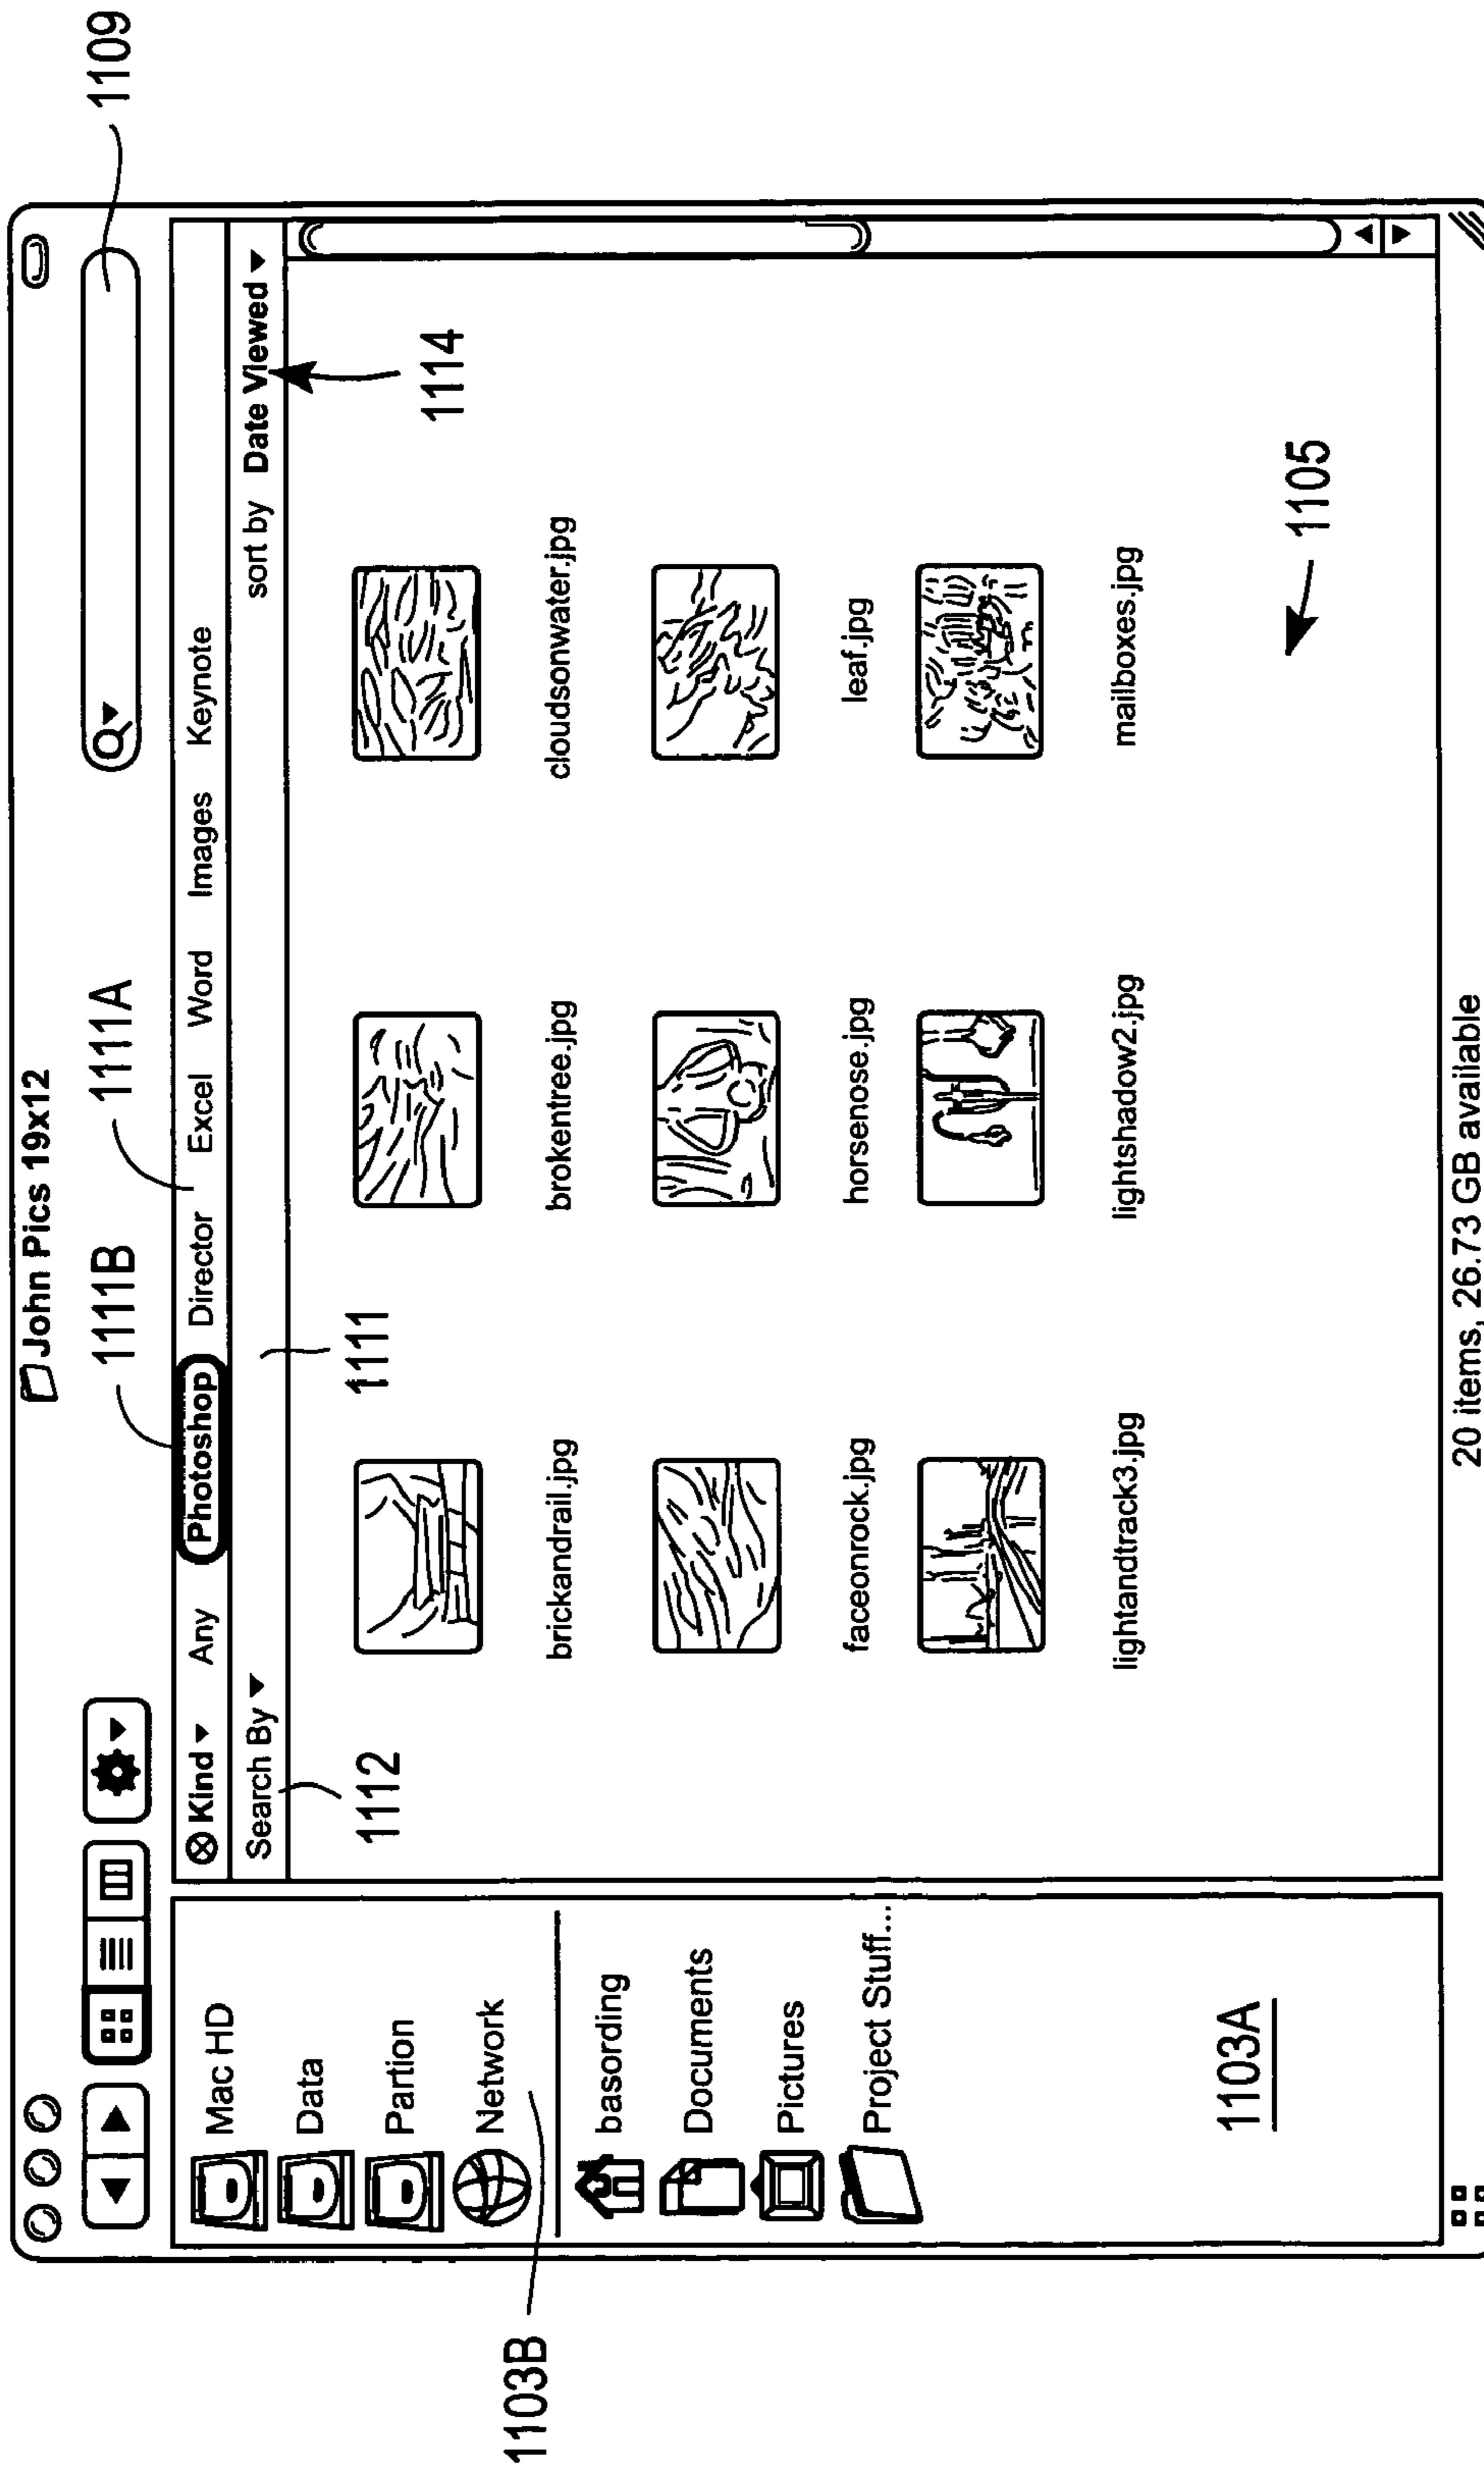 1109
John Pics 19x12
1111B
1111A
Kind Any Photoshop Director Excel Word Images Keynote
Search By
sort by Date Viewed
1112
1111
1114
Mac HD
Data
Partion
Network
1103B
basording
Documents
Pictures
Project Stuff...
1103A
brickandrail.jpg
brokentree.jpg
cloudsonwater.jpg
faceonrock.jpg
horsenose.jpg
leaf.jpg
lightandtrack3.jpg
lightshadow2.jpg
mailboxes.jpg
1105
20 items, 26.73 GB available